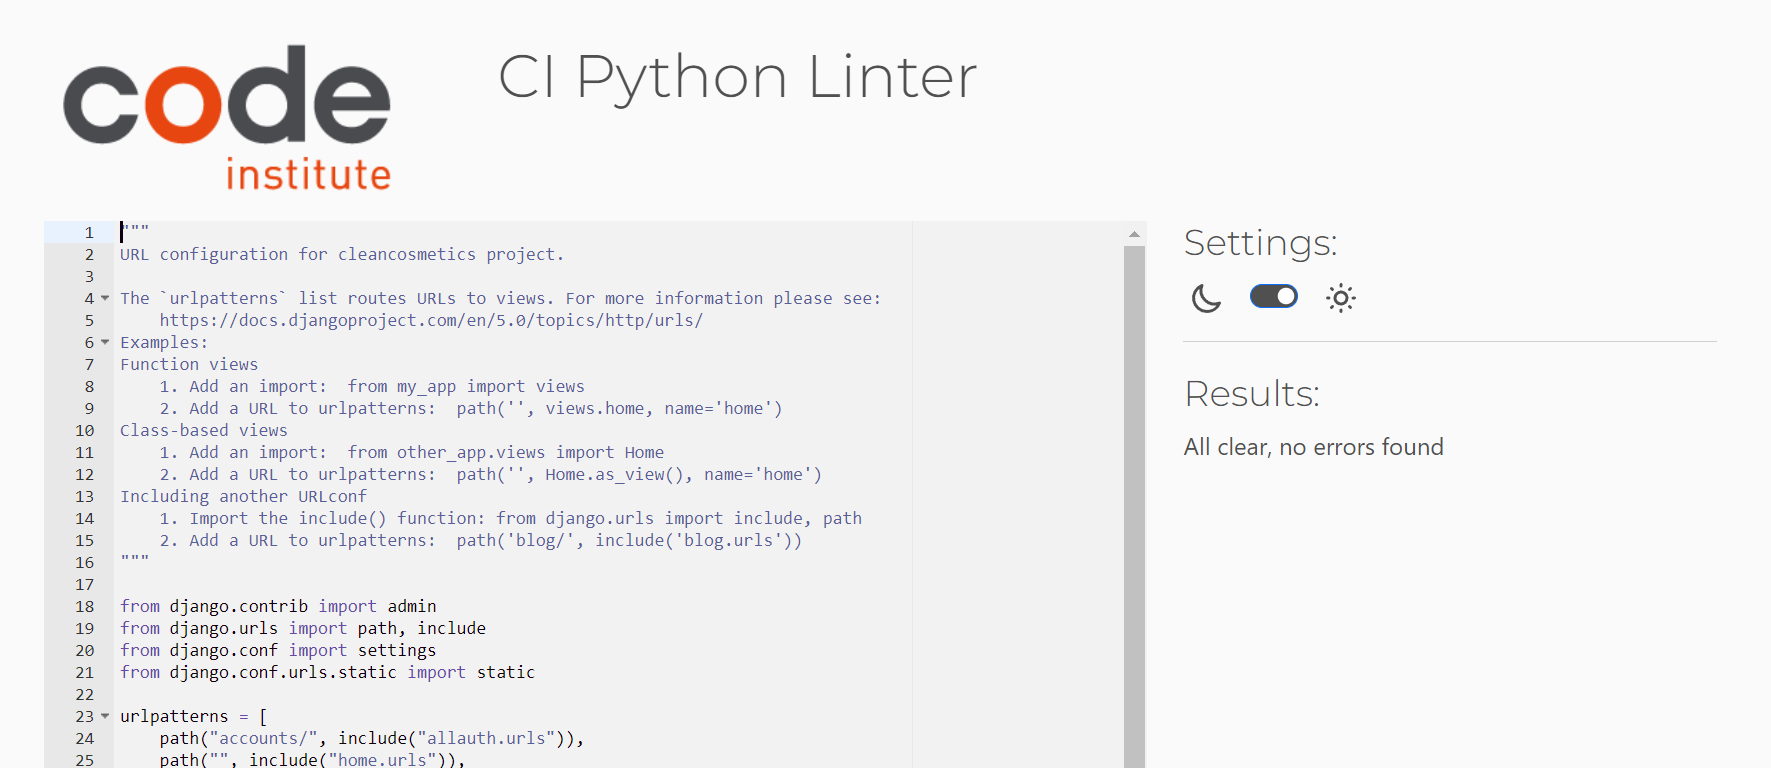 code
institute
CI Python Linter
1 """
2 URL configuration for cleancosmetics project.
3
4 The `urlpatterns` list routes URLs to views. For more information please see:
5     https://docs.djangoproject.com/en/5.0/topics/http/urls/
6 Examples:
7 Function views
8     1. Add an import:  from my_app import views
9     2. Add a URL to urlpatterns:  path('', views.home, name='home')
10 Class-based views
11     1. Add an import:  from other_app.views import Home
12     2. Add a URL to urlpatterns:  path('', Home.as_view(), name='home')
13 Including another URLconf
14     1. Import the include() function: from django.urls import include, path
15     2. Add a URL to urlpatterns:  path('blog/', include('blog.urls'))
16 """
17
18 from django.contrib import admin
19 from django.urls import path, include
20 from django.conf import settings
21 from django.conf.urls.static import static
22
23 urlpatterns = [
24     path("accounts/", include("allauth.urls")),
25     path("", include("home.urls")),
Settings:
Results:
All clear, no errors found